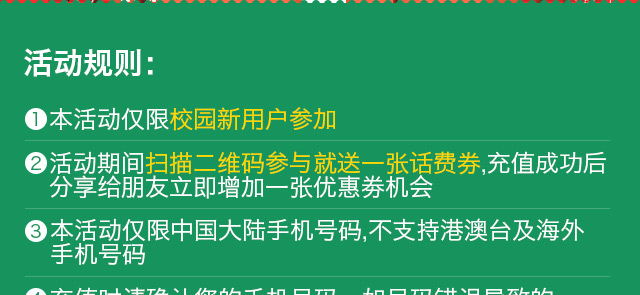 活动规则：
❶本活动仅限校园新用户参加
❷活动期间扫描二维码参与就送一张话费券,充值成功后
分享给朋友立即增加一张优惠券机会
❸本活动仅限中国大陆手机号码,不支持港澳台及海外
手机号码